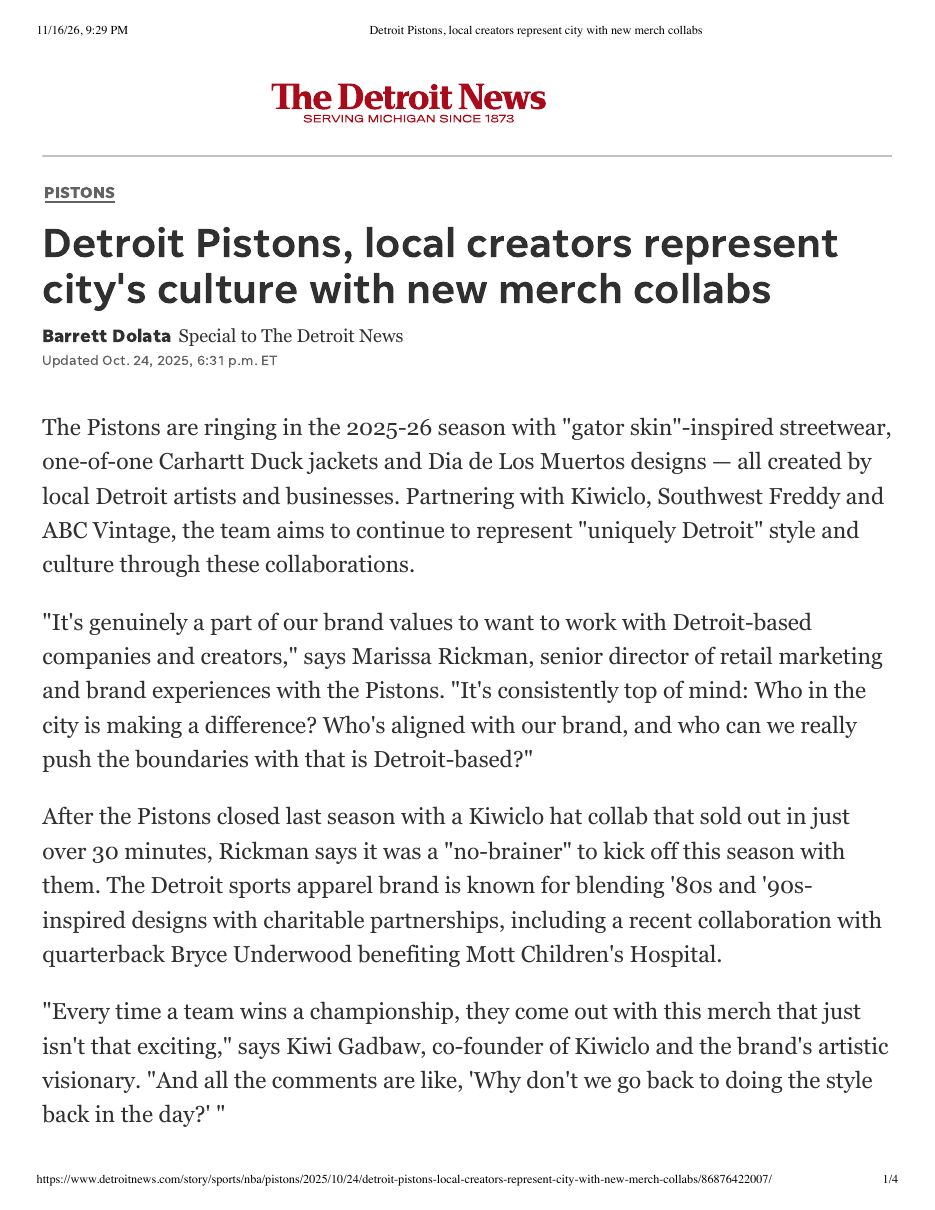 11/16/26, 9:29 PM
Detroit Pistons, local creators represent city with new merch collabs
The Detroit News
SERVING MICHIGAN SINCE 1873
PISTONS
Detroit Pistons, local creators represent
city's culture with new merch collabs
Barrett Dolata Special to The Detroit News
Updated Oct. 24, 2025, 6:31 p.m. ET
The Pistons are ringing in the 2025-26 season with "gator skin"-inspired streetwear,
one-of-one Carhartt Duck jackets and Dia de Los Muertos designs — all created by
local Detroit artists and businesses. Partnering with Kiwiclo, Southwest Freddy and
ABC Vintage, the team aims to continue to represent "uniquely Detroit" style and
culture through these collaborations.
"It's genuinely a part of our brand values to want to work with Detroit-based
companies and creators," says Marissa Rickman, senior director of retail marketing
and brand experiences with the Pistons. "It's consistently top of mind: Who in the
city is making a difference? Who's aligned with our brand, and who can we really
push the boundaries with that is Detroit-based?"
After the Pistons closed last season with a Kiwiclo hat collab that sold out in just
over 30 minutes, Rickman says it was a "no-brainer" to kick off this season with
them. The Detroit sports apparel brand is known for blending '80s and '90s-
inspired designs with charitable partnerships, including a recent collaboration with
quarterback Bryce Underwood benefiting Mott Children's Hospital.
"Every time a team wins a championship, they come out with this merch that just
isn't that exciting," says Kiwi Gadbaw, co-founder of Kiwiclo and the brand's artistic
visionary. "And all the comments are like, 'Why don't we go back to doing the style
back in the day?' "
https://www.detroitnews.com/story/sports/nba/pistons/2025/10/24/detroit-pistons-local-creators-represent-city-with-new-merch-collabs/86876422007/
1/4